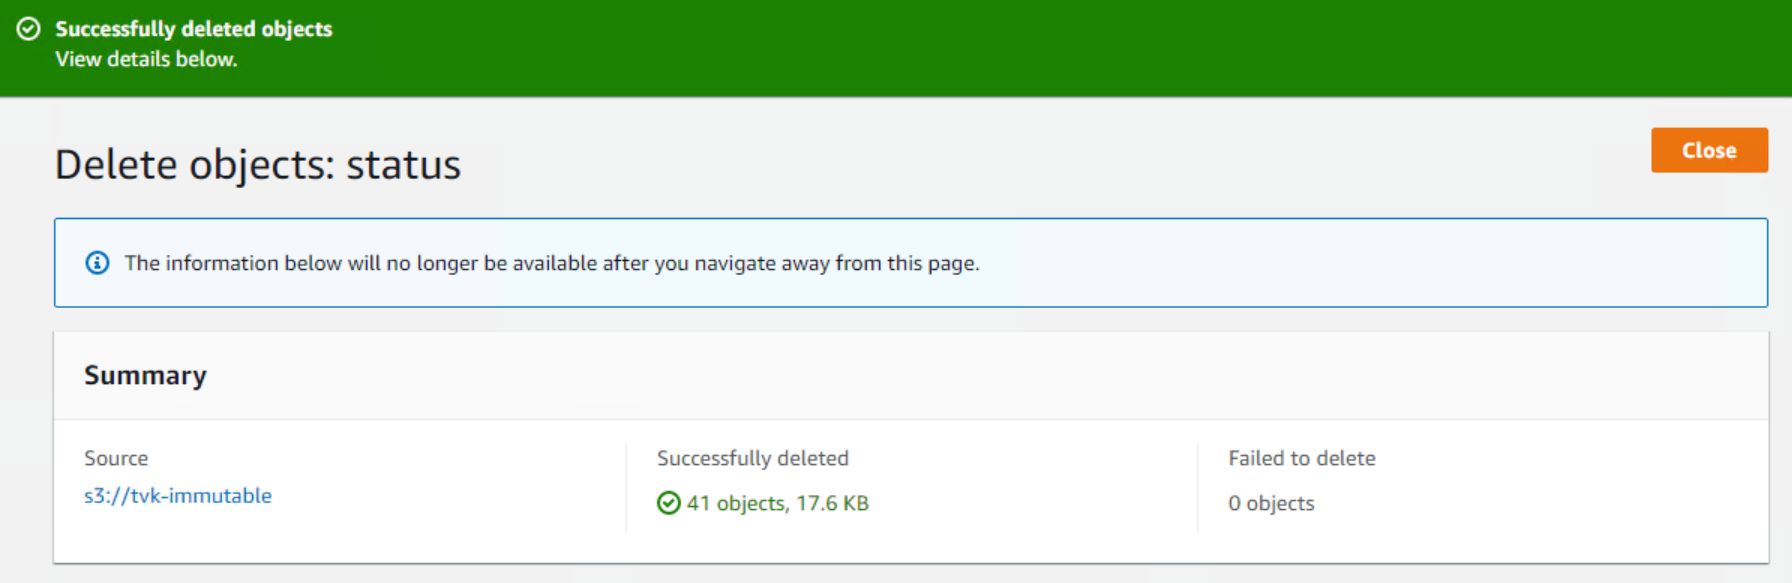 Successfully deleted objects
View details below.
Delete objects: status
Close
The information below will no longer be available after you navigate away from this page.
Summary
Source
s3://tvk-immutable
Successfully deleted
41 objects, 17.6 KB
Failed to delete
0 objects